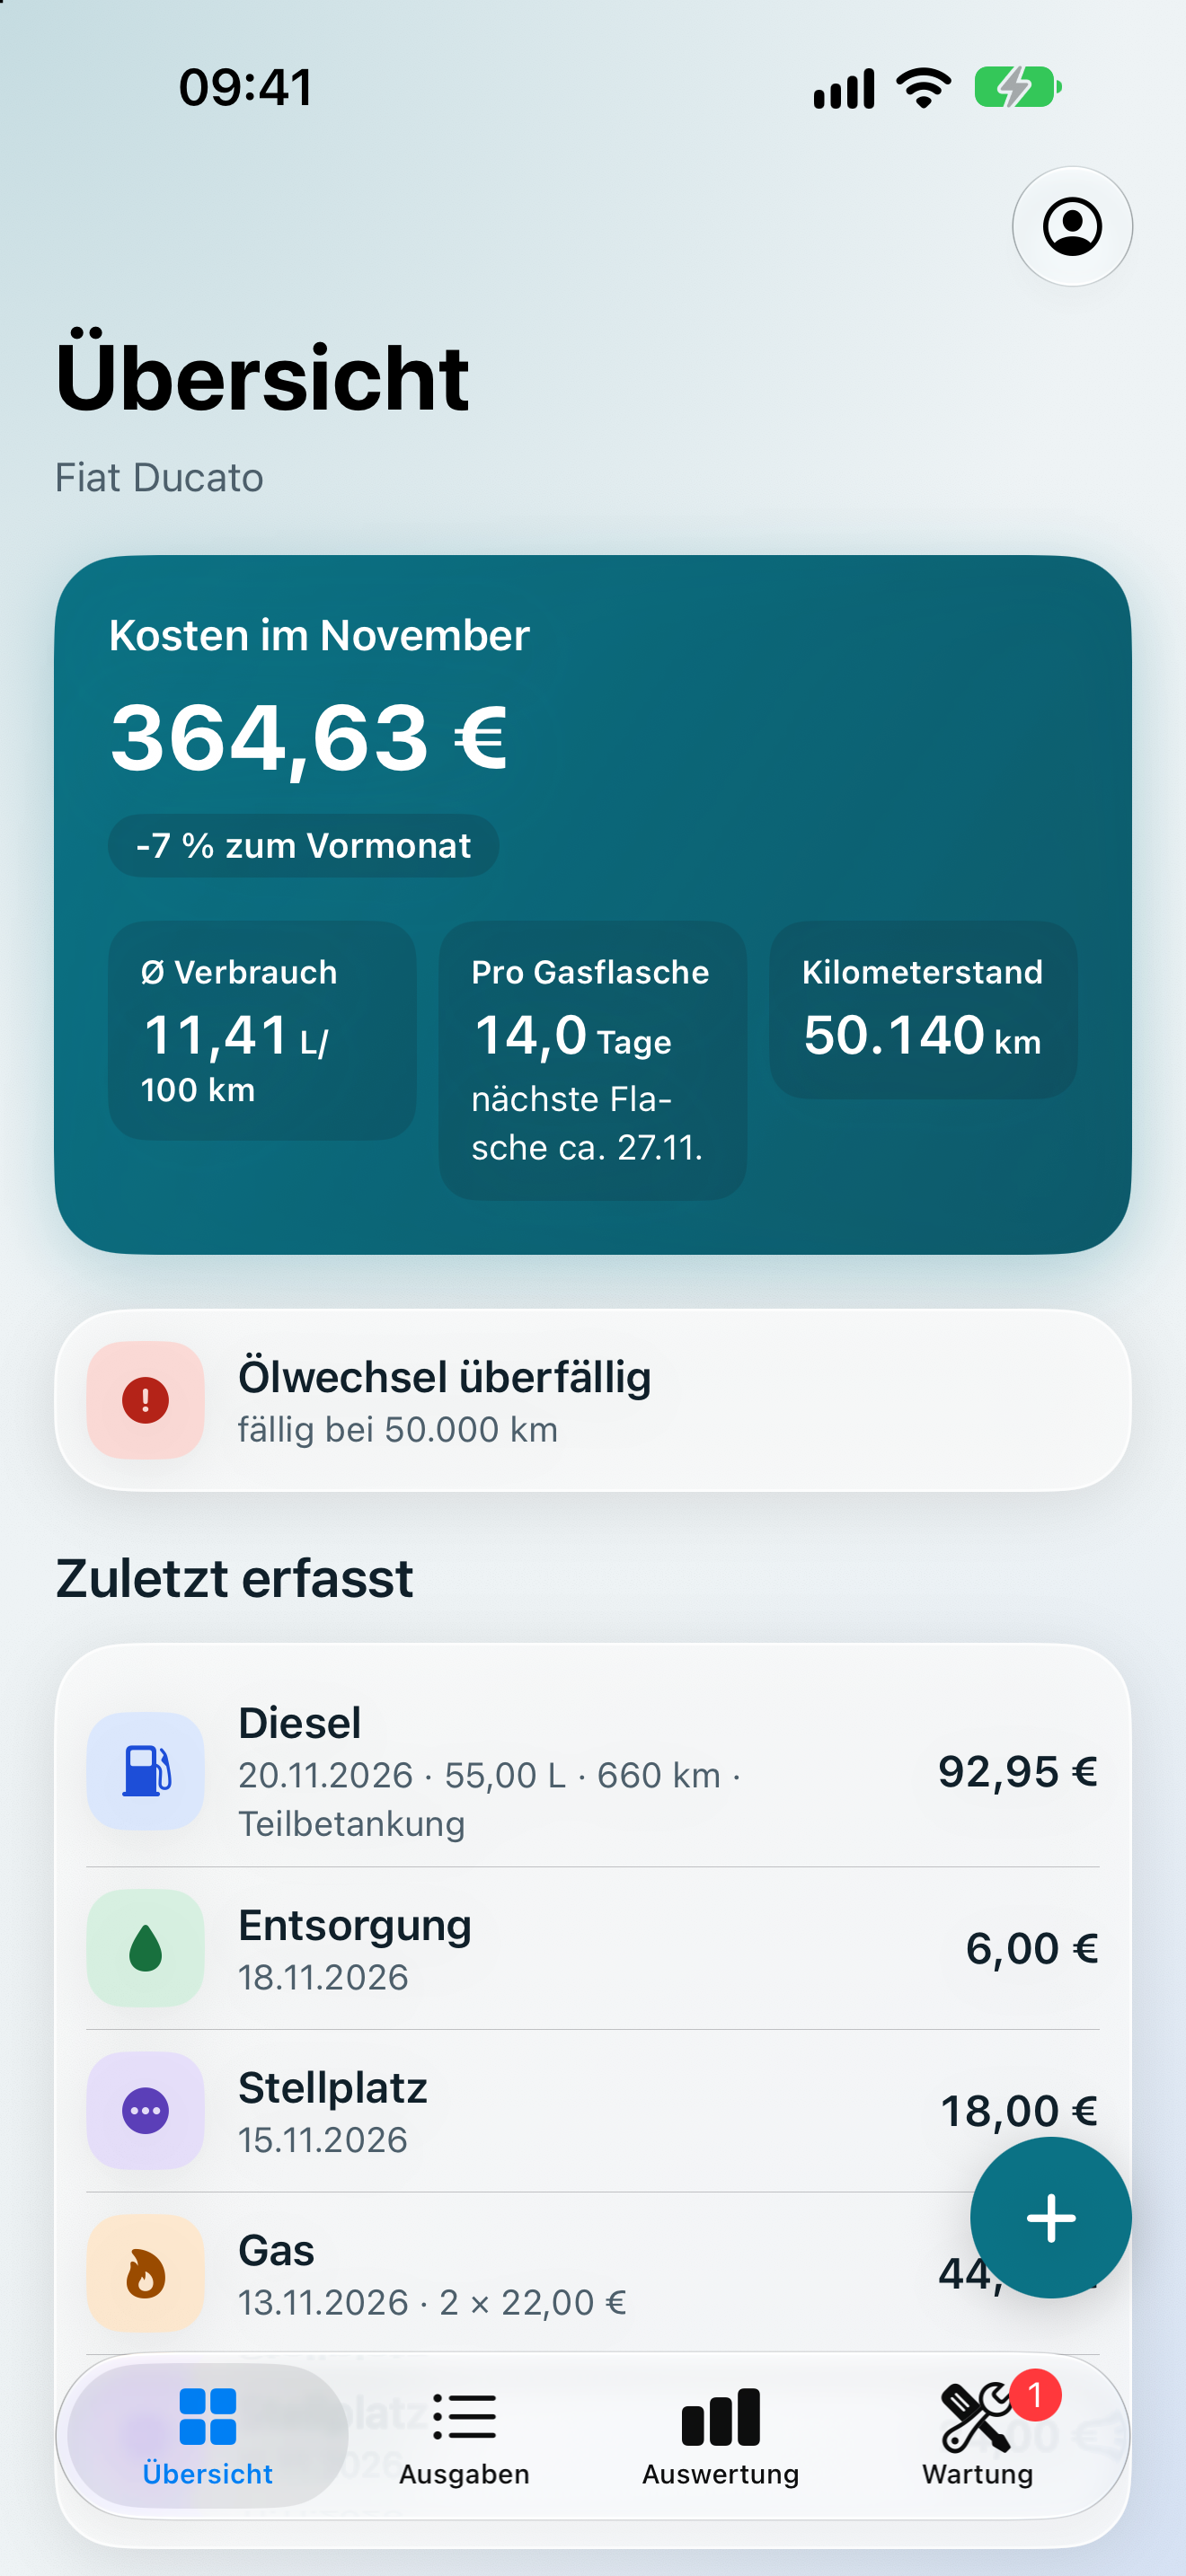 09:41
Übersicht
Fiat Ducato
Kosten im November
364,63 €
-7 % zum Vormonat
Ø Verbrauch
11,41 L/
100 km
Pro Gasflasche
14,0 Tage
nächste Fla-
sche ca. 27.11.
Kilometerstand
50.140 km
Ölwechsel überfällig
fällig bei 50.000 km
Zuletzt erfasst
Diesel
20.11.2026 · 55,00 L · 660 km ·
Teilbetankung
92,95 €
Entsorgung
18.11.2026
6,00 €
Stellplatz
15.11.2026
18,00 €
Gas
13.11.2026 · 2 × 22,00 €
44,
Übersicht
Ausgaben
Auswertung
Wartung
1